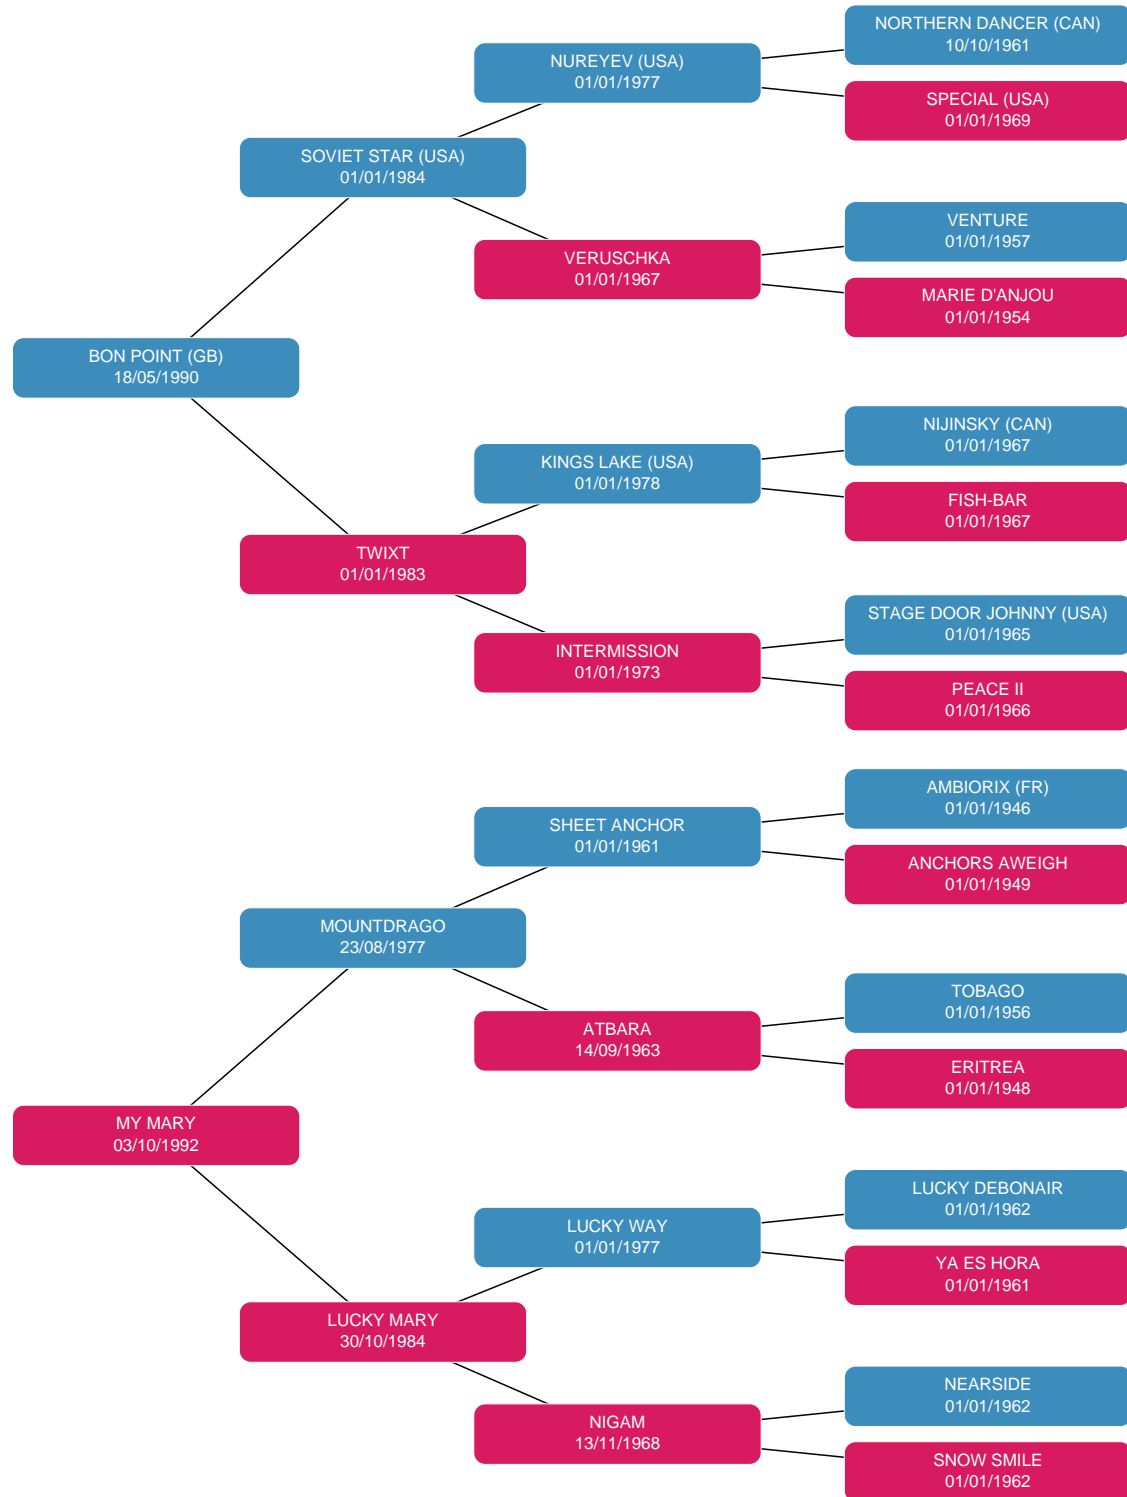 NORTHERN DANCER (CAN)
10/10/1961
NUREYEV (USA)
01/01/1977
SPECIAL (USA)
01/01/1969
SOVIET STAR (USA)
01/01/1984
VENTURE
01/01/1957
VERUSCHKA
01/01/1967
MARIE D'ANJOU
01/01/1954
BON POINT (GB)
18/05/1990
NIJINSKY (CAN)
01/01/1967
KINGS LAKE (USA)
01/01/1978
FISH-BAR
01/01/1967
TWIXT
01/01/1983
STAGE DOOR JOHNNY (USA)
01/01/1965
INTERMISSION
01/01/1973
PEACE II
01/01/1966
AMBIORIX (FR)
01/01/1946
SHEET ANCHOR
01/01/1961
ANCHORS AWEIGH
01/01/1949
MOUNTDRAGO
23/08/1977
TOBAGO
01/01/1956
ATBARA
14/09/1963
ERITREA
01/01/1948
MY MARY
03/10/1992
LUCKY DEBONAIR
01/01/1962
LUCKY WAY
01/01/1977
YA ES HORA
01/01/1961
LUCKY MARY
30/10/1984
NEARSIDE
01/01/1962
NIGAM
13/11/1968
SNOW SMILE
01/01/1962